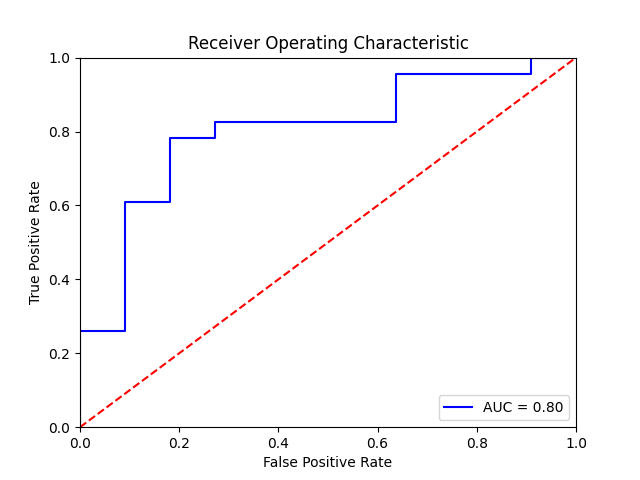 Receiver Operating Characteristic
True Positive Rate
1.0
0.8
0.6
0.4
0.2
0.0
AUC = 0.80
0.0 0.2 0.4 0.6 0.8 1.0
False Positive Rate